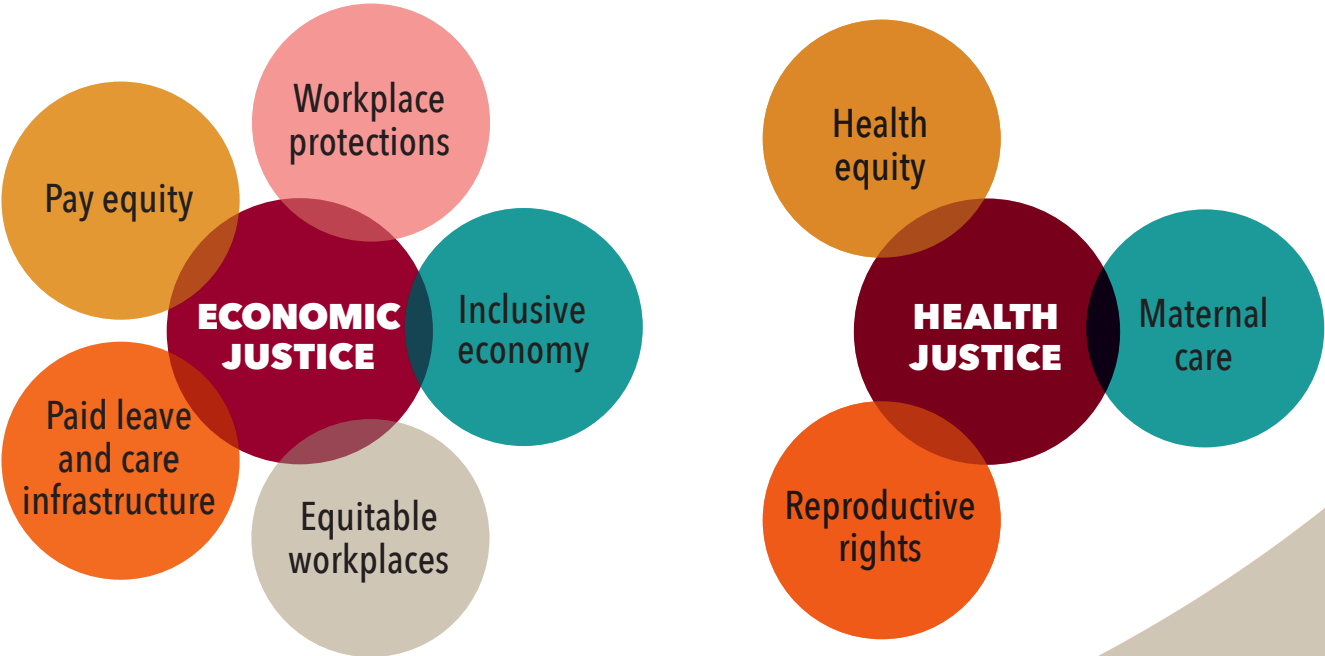 Workplace
protections
Pay equity
ECONOMIC
JUSTICE
Inclusive
economy
Paid leave
and care
infrastructure
Equitable
workplaces
Health
equity
HEALTH
JUSTICE
Maternal
care
Reproductive
rights